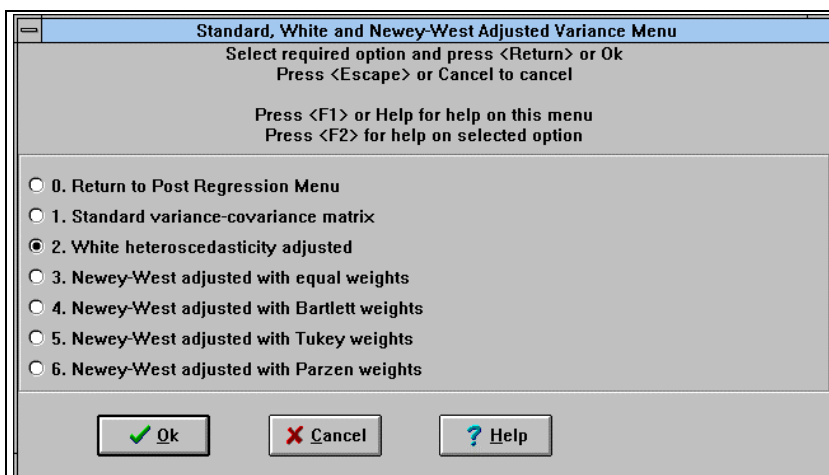 Standard, White and Newey-West Adjusted Variance Menu
Select required option and press <Return> or Ok
Press <Escape> or Cancel to cancel
Press <F1> or Help for help on this menu
Press <F2> for help on selected option
0. Return to Post Regression Menu
1. Standard variance-covariance matrix
2. White heteroscedasticity adjusted
3. Newey-West adjusted with equal weights
4. Newey-West adjusted with Bartlett weights
5. Newey-West adjusted with Tukey weights
6. Newey-West adjusted with Parzen weights
Ok Cancel Help